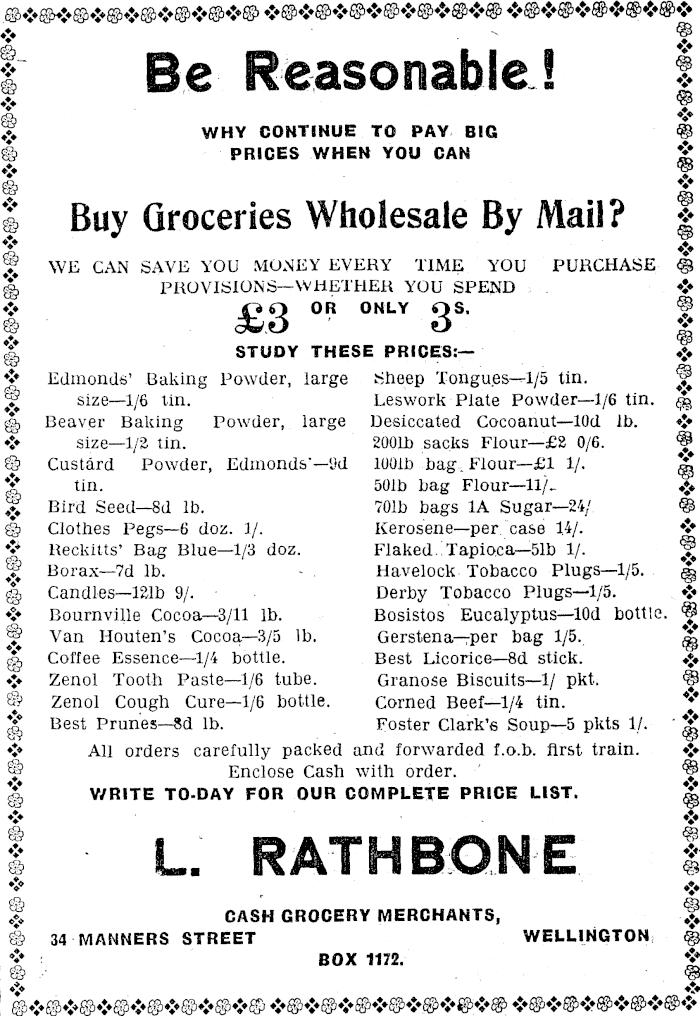 Be Reasonable!
WHY CONTINUE TO PAY BIG
PRICES WHEN YOU CAN
Buy Groceries Wholesale By Mail?
WE CAN SAVE YOU MONEY EVERY TIME YOU PURCHASE
PROVISIONS—WHETHER YOU SPEND
£3 OR ONLY 3s.
STUDY THESE PRICES:—
Edmonds' Baking Powder, large
size—1/6 tin.
Beaver Baking Powder, large
size—1/2 tin.
Custard Powder, Edmonds'—9d
tin.
Bird Seed—8d lb.
Clothes Pegs—6 doz. 1/.
Reckitts' Bag Blue—1/3 doz.
Borax—7d lb.
Candles—12lb 9/.
Bournville Cocoa—3/11 lb.
Van Houten's Cocoa—3/5 lb.
Coffee Essence—1/4 bottle.
Zenol Tooth Paste—1/6 tube.
Zenol Cough Cure—1/6 bottle.
Best Prunes—8d lb.
Sheep Tongues—1/5 tin.
Leswork Plate Powder—1/6 tin.
Desiccated Cocoanut—10d lb.
200lb sacks Flour—£2 0/6.
100lb bag Flour—£1 1/.
50lb bag Flour—11/-
70lb bags 1A Sugar—24/
Kerosene—per case 14/.
Flaked Tapioca—5lb 1/.
Havelock Tobacco Plugs—1/5.
Derby Tobacco Plugs—1/5.
Bosistos Eucalyptus—10d bottle.
Gerstena—per bag 1/5.
Best Licorice—8d stick.
Granose Biscuits—1/ pkt.
Corned Beef—1/4 tin.
Foster Clark's Soup—5 pkts 1/.
All orders carefully packed and forwarded f.o.b. first train.
Enclose Cash with order.
WRITE TO-DAY FOR OUR COMPLETE PRICE LIST.
L. RATHBONE
CASH GROCERY MERCHANTS,
34 MANNERS STREET WELLINGTON
BOX 1172.